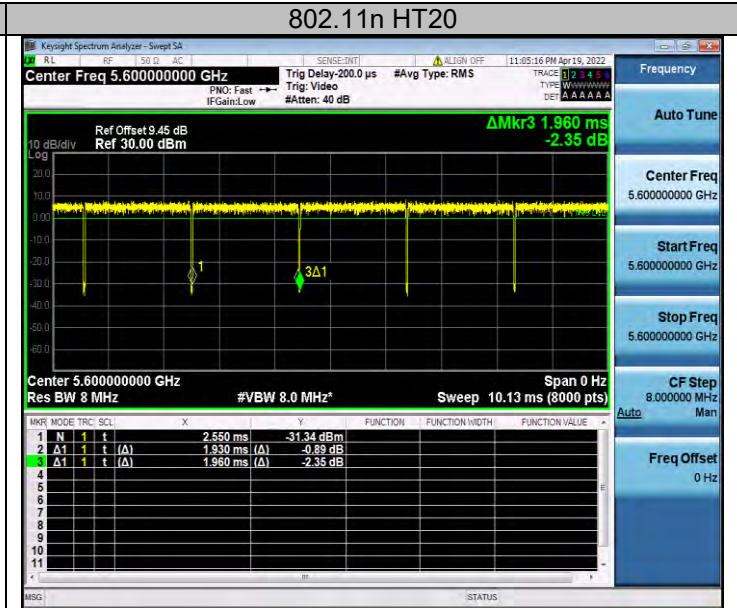 802.11n HT20
Keysight Spectrum Analyzer - Swept SA
RL RF 50 Ω AC SENSE:INT ALIGN OFF 11:05:16 PM Apr 19, 2022
Center Freq 5.600000000 GHz
PNO: Fast
IFGain:Low
Trig Delay-200.0 µs
Trig: Video
#Atten: 40 dB
#Avg Type: RMS
TRACE 1 2 3 4 5 6
TYPE WWWWWW
DET A A A A A A
Frequency
Auto Tune
Center Freq
5.600000000 GHz
Start Freq
5.600000000 GHz
Stop Freq
5.600000000 GHz
CF Step
8.000000 MHz
Auto Man
Freq Offset
0 Hz
ΔMkr3 1.960 ms
-2.35 dB
Ref Offset 9.45 dB
10 dB/div Ref 30.00 dBm
Log
20.0
10.0
0.00
-10.0
-20.0
-30.0
-40.0
-50.0
-60.0
1
3Δ1
Center 5.600000000 GHz Span 0 Hz
Res BW 8 MHz #VBW 8.0 MHz* Sweep 10.13 ms (8000 pts)
MKR MODE TRC SCL X Y FUNCTION FUNCTION WIDTH FUNCTION VALUE
1 N 1 t 2.550 ms -31.34 dBm
2 Δ1 1 t (Δ) 1.930 ms (Δ) -0.89 dB
3 Δ1 1 t (Δ) 1.960 ms (Δ) -2.35 dB
4
5
6
7
8
9
10
11
MSG STATUS